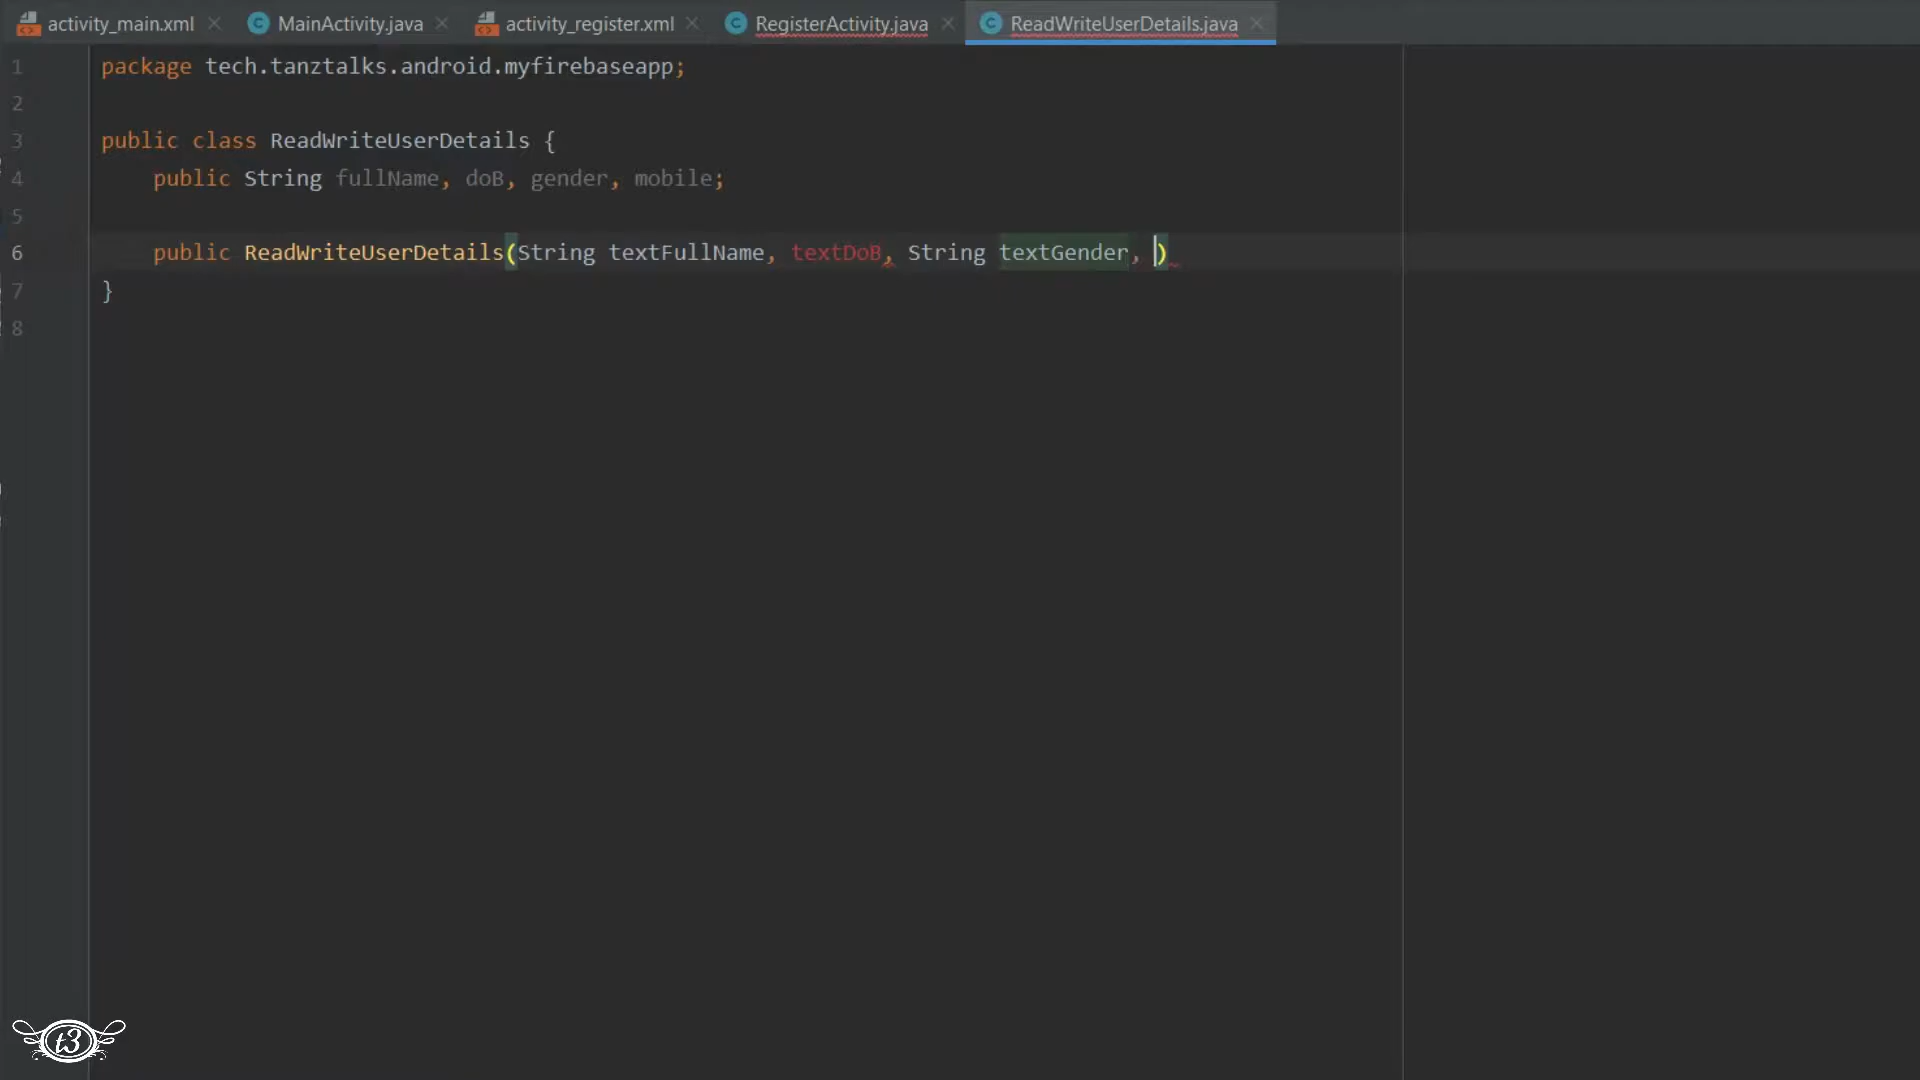 activity_main.xml MainActivity.java activity_register.xml RegisterActivity.java ReadWriteUserDetails.java
1 package tech.tanztalks.android.myfirebaseapp;
2
3 public class ReadWriteUserDetails {
4 public String fullName, doB, gender, mobile;
5
6 public ReadWriteUserDetails(String textFullName, textDoB, String textGender, )
7 }
8
t3